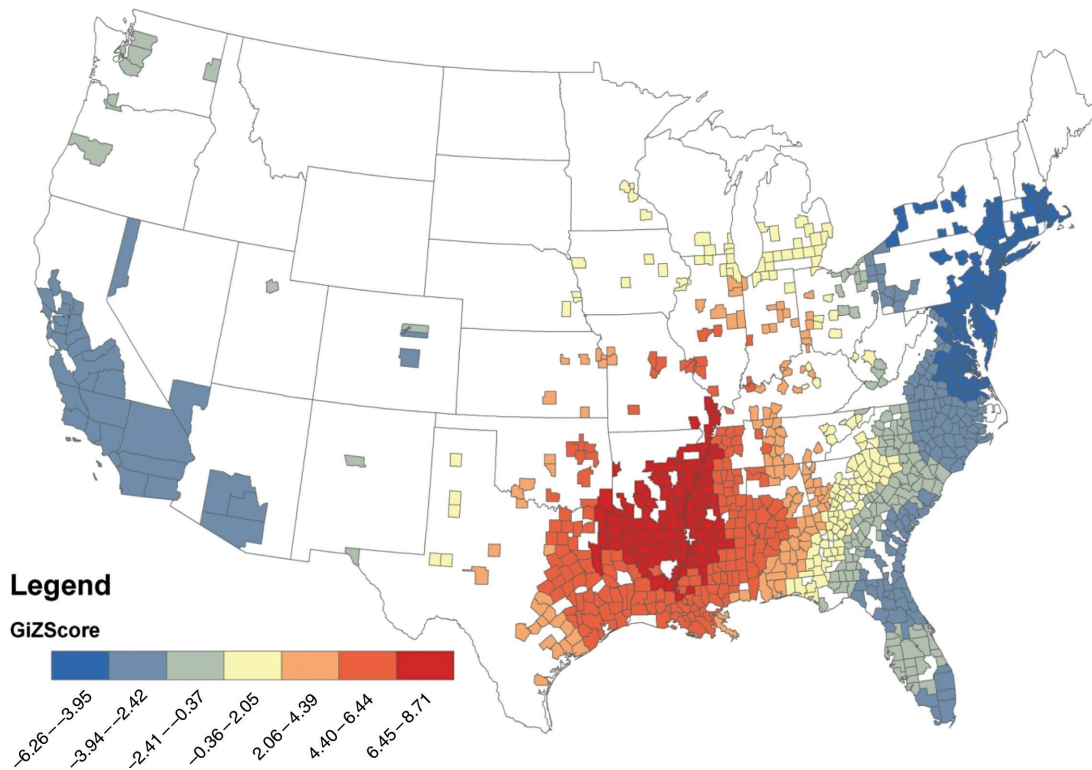 Legend
GiZScore
–6.26 – –3.95
–3.94 – –2.42
–2.41 – –0.37
–0.36 – 2.05
2.06 – 4.39
4.40 – 6.44
6.45 – 8.71